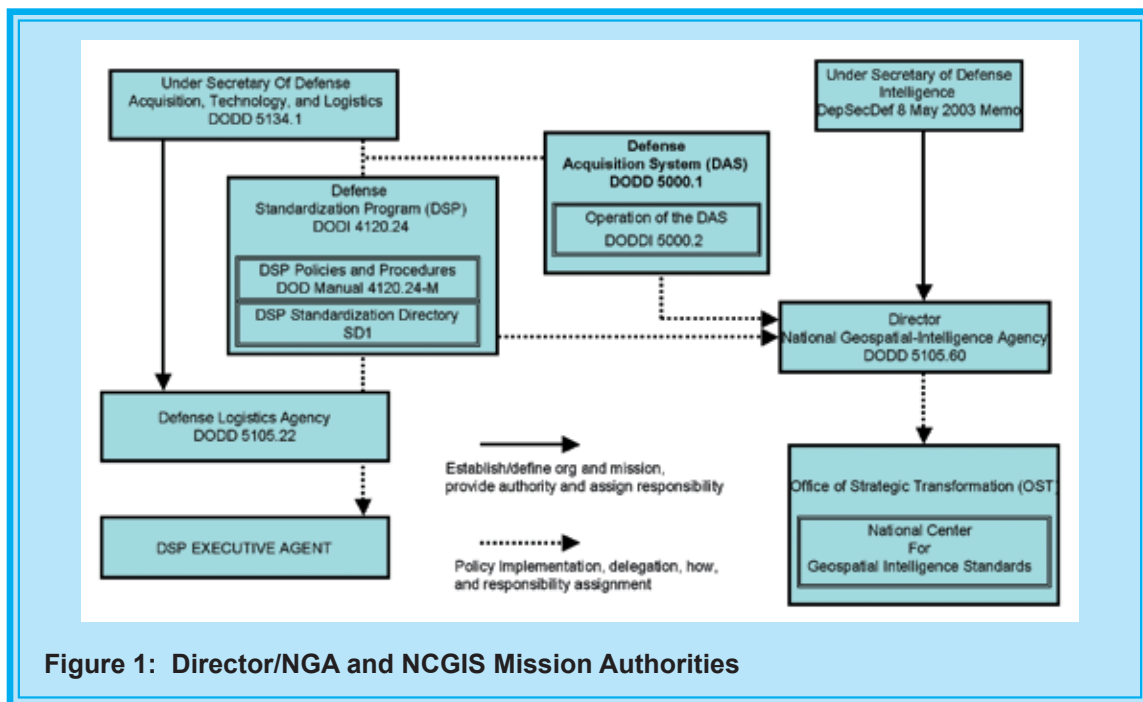 Under Secretary Of Defense
Acquisition, Technology, and Logistics
DODD 5134.1
Under Secretary of Defense
Intelligence
DepSecDef 8 May 2003 Memo
Defense
Acquisition System (DAS)
DODD 5000.1
Operation of the DAS
DODDI 5000.2
Defense
Standardization Program (DSP)
DODI 4120.24
DSP Policies and Procedures
DOD Manual 4120.24-M
DSP Standardization Directory
SD1
Director
National Geospatial-Intelligence Agency
DODD 5105.60
Defense Logistics Agency
DODD 5105.22
Establish/define org and mission,
provide authority and assign responsibility
Office of Strategic Transformation (OST)
National Center
For
Geospatial Intelligence Standards
DSP EXECUTIVE AGENT
Policy Implementation, delegation, how,
and responsibility assignment
Figure 1: Director/NGA and NCGIS Mission Authorities